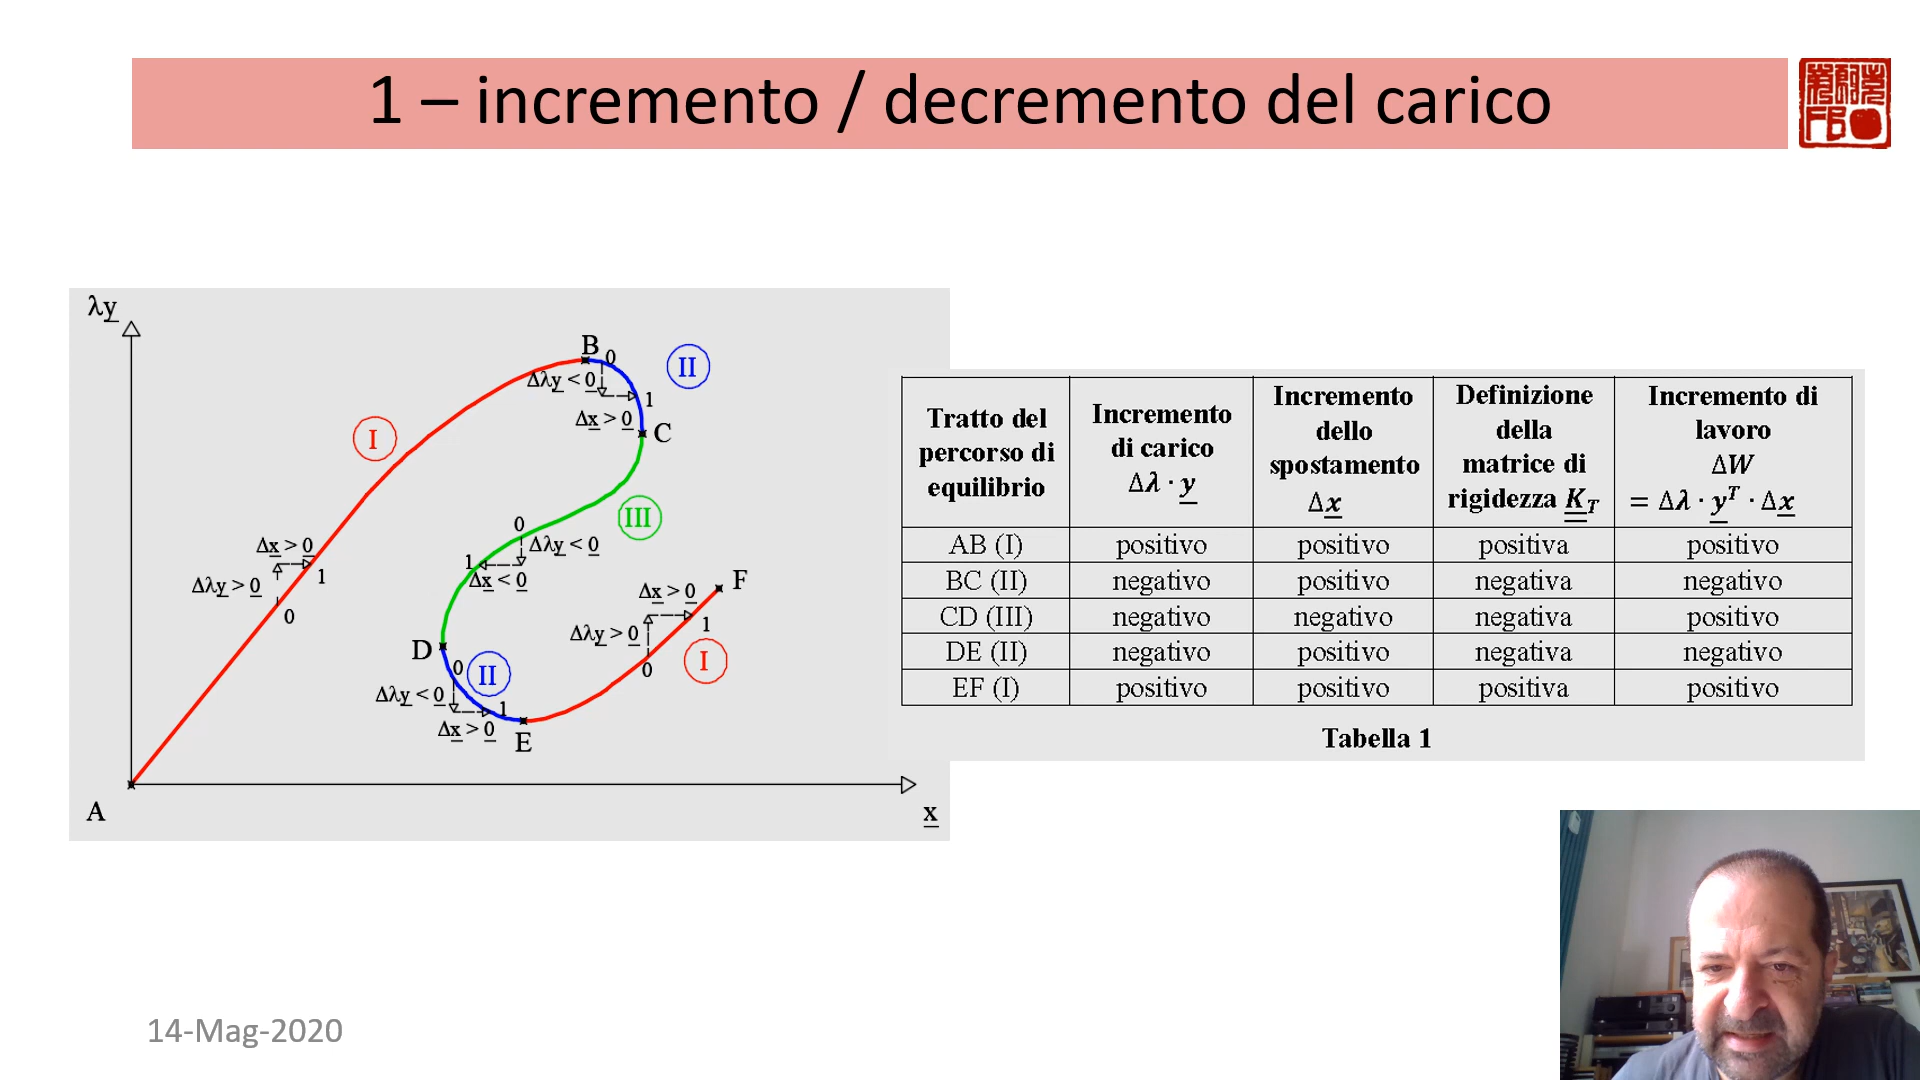 1 – incremento / decremento del carico
λy
B
0
II
Δλy < 0
1
Δx > 0
C
I
III
0
Δx > 0
Δλy < 0
1
1
Δx < 0
Δλy > 0
F
Δx > 0
0
1
Δλy > 0
D
0
II
I
0
Δλy < 0
1
Δx > 0
E
A
x
Tratto del percorso di equilibrio
Incremento di carico Δλ · y
Incremento dello spostamento Δx
Definizione della matrice di rigidezza K_T
Incremento di lavoro ΔW = Δλ · y^T · Δx
AB (I) positivo positivo positiva positivo
BC (II) negativo positivo negativa negativo
CD (III) negativo negativo negativa positivo
DE (II) negativo positivo negativa negativo
EF (I) positivo positivo positiva positivo
Tabella 1
14-Mag-2020